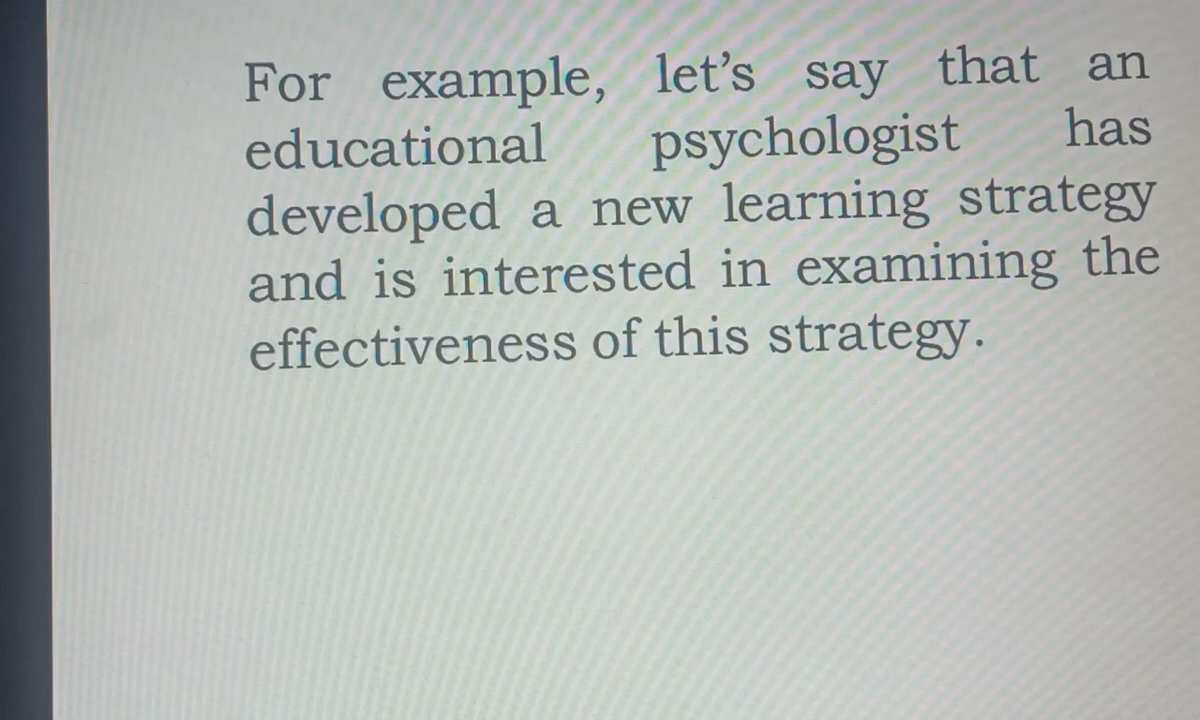 For example, let’s say that an
educational psychologist has
developed a new learning strategy
and is interested in examining the
effectiveness of this strategy.